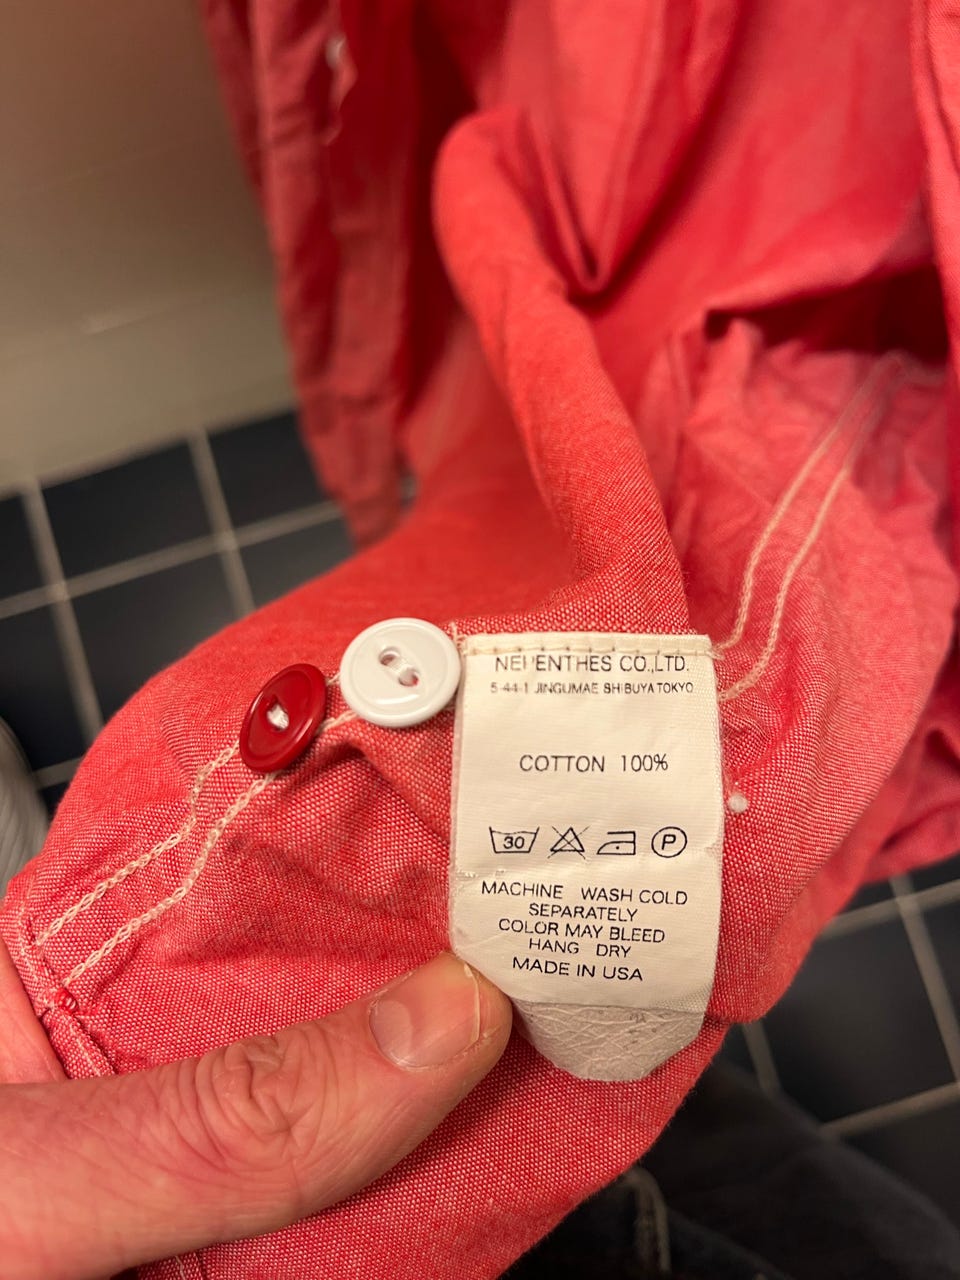 NEPENTHES CO.,LTD.
5-44-1 JINGUMAE SHIBUYA TOKYO
COTTON 100%
30 P
MACHINE WASH COLD
SEPARATELY
COLOR MAY BLEED
HANG DRY
MADE IN USA